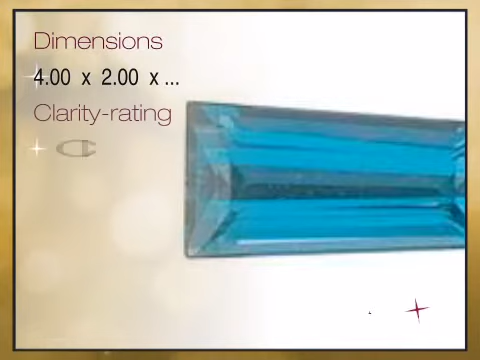 Dimensions
4.00 x 2.00 x ...
Clarity-rating